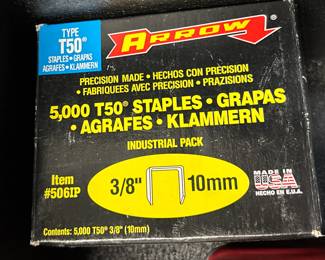 TYPE
T50®
STAPLES • GRAPAS
AGRAFES • KLAMMERN
ARROW
PRECISION MADE • HECHOS CON PRECISION
• FABRIQUEES AVEC PRECISION • PRAZISIONS
5,000 T50® STAPLES • GRAPAS
• AGRAFES • KLAMMERN
INDUSTRIAL PACK
Item
#506IP
3/8" 10mm
MADE IN
USA
HECHO EN E.U.A.
Contents: 5,000 T50® 3/8" (10mm)